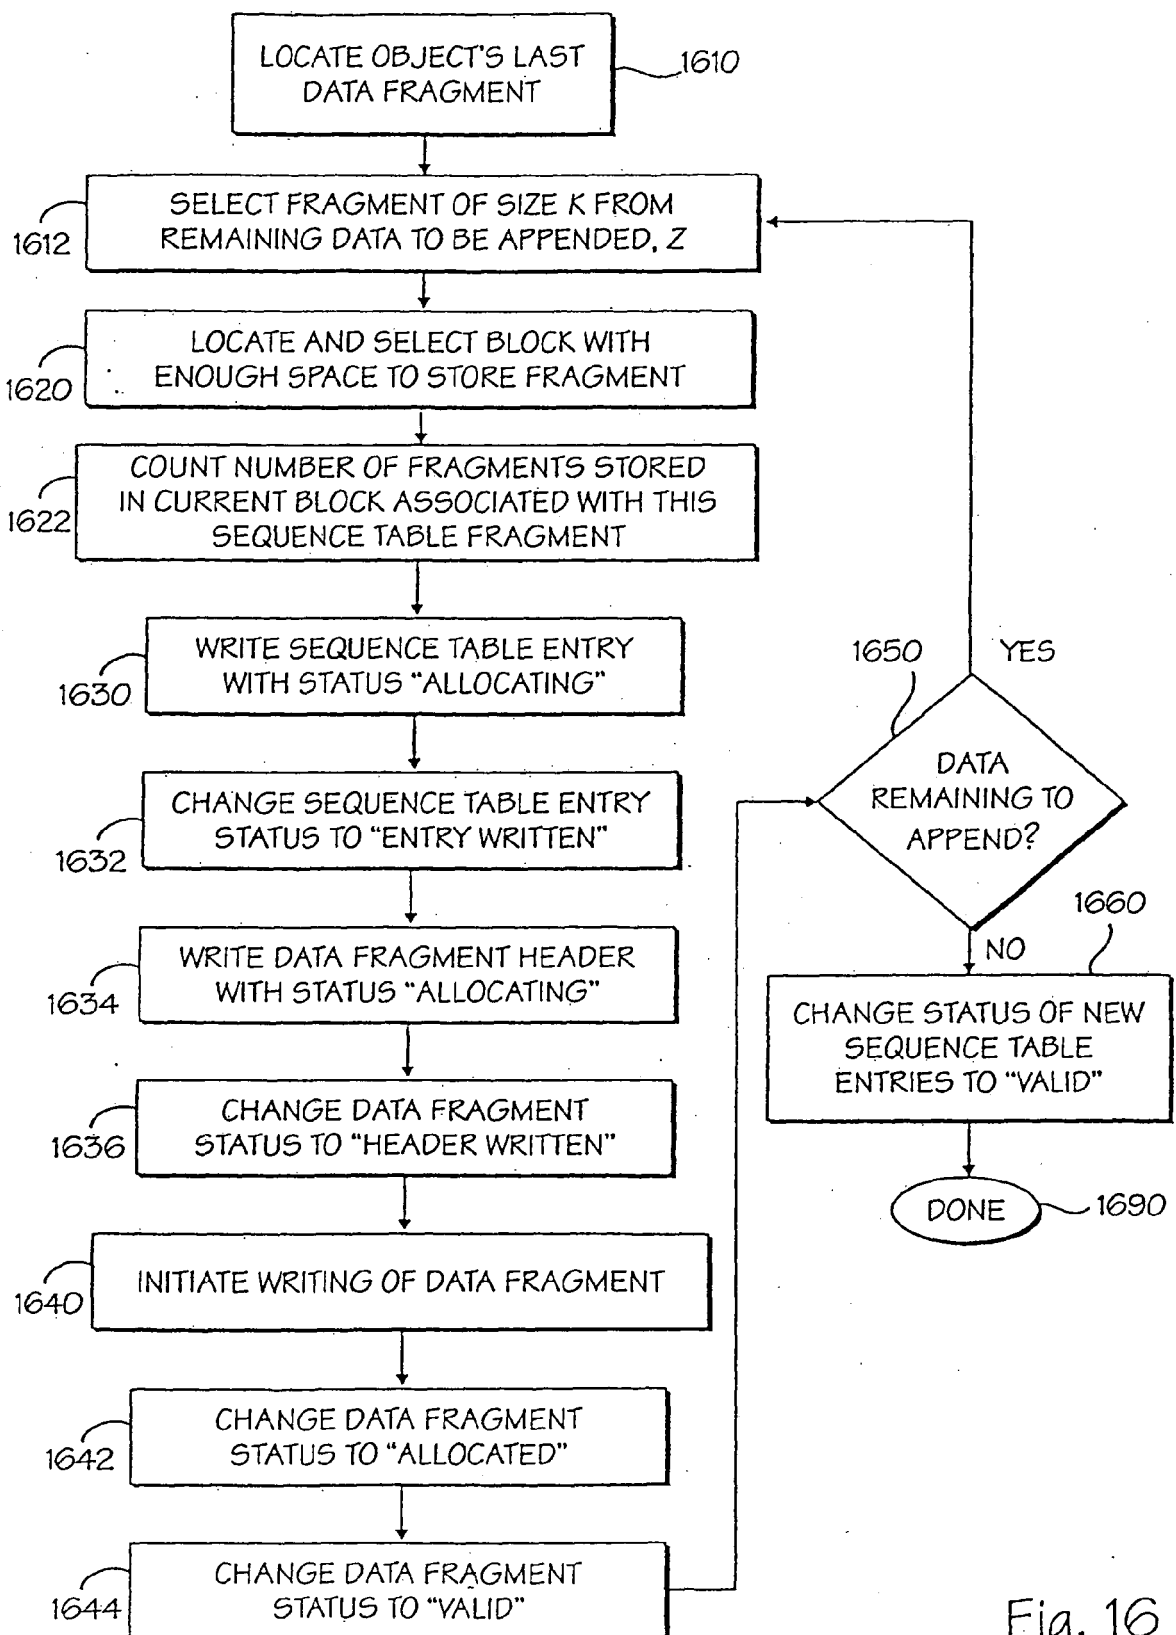 LOCATE OBJECT'S LAST
DATA FRAGMENT
1610
SELECT FRAGMENT OF SIZE K FROM
REMAINING DATA TO BE APPENDED, Z
1612
LOCATE AND SELECT BLOCK WITH
ENOUGH SPACE TO STORE FRAGMENT
1620
COUNT NUMBER OF FRAGMENTS STORED
IN CURRENT BLOCK ASSOCIATED WITH THIS
SEQUENCE TABLE FRAGMENT
1622
WRITE SEQUENCE TABLE ENTRY
WITH STATUS "ALLOCATING"
1630
CHANGE SEQUENCE TABLE ENTRY
STATUS TO "ENTRY WRITTEN"
1632
WRITE DATA FRAGMENT HEADER
WITH STATUS "ALLOCATING"
1634
CHANGE DATA FRAGMENT
STATUS TO "HEADER WRITTEN"
1636
INITIATE WRITING OF DATA FRAGMENT
1640
CHANGE DATA FRAGMENT
STATUS TO "ALLOCATED"
1642
CHANGE DATA FRAGMENT
STATUS TO "VALID"
1644
1650
YES
DATA
REMAINING TO
APPEND?
NO
1660
CHANGE STATUS OF NEW
SEQUENCE TABLE
ENTRIES TO "VALID"
DONE
1690
Fig. 16